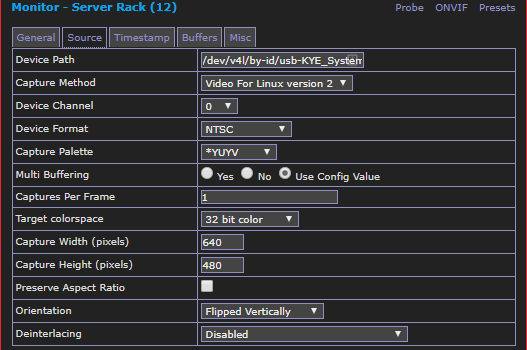 Monitor - Server Rack (12) Probe ONVIF Presets
General Source Timestamp Buffers Misc
Device Path /dev/v4l/by-id/usb-KYE_System
Capture Method Video For Linux version 2
Device Channel 0
Device Format NTSC
Capture Palette *YUYV
Multi Buffering Yes No Use Config Value
Captures Per Frame 1
Target colorspace 32 bit color
Capture Width (pixels) 640
Capture Height (pixels) 480
Preserve Aspect Ratio
Orientation Flipped Vertically
Deinterlacing Disabled